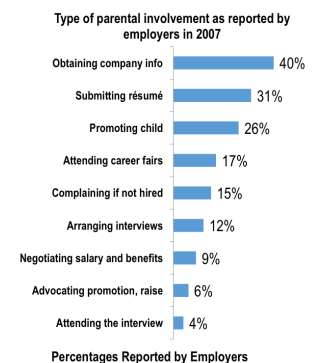 Type of parental involvement as reported by
employers in 2007
Obtaining company info 40%
Submitting résumé 31%
Promoting child 26%
Attending career fairs 17%
Complaining if not hired 15%
Arranging interviews 12%
Negotiating salary and benefits 9%
Advocating promotion, raise 6%
Attending the interview 4%
Percentages Reported by Employers